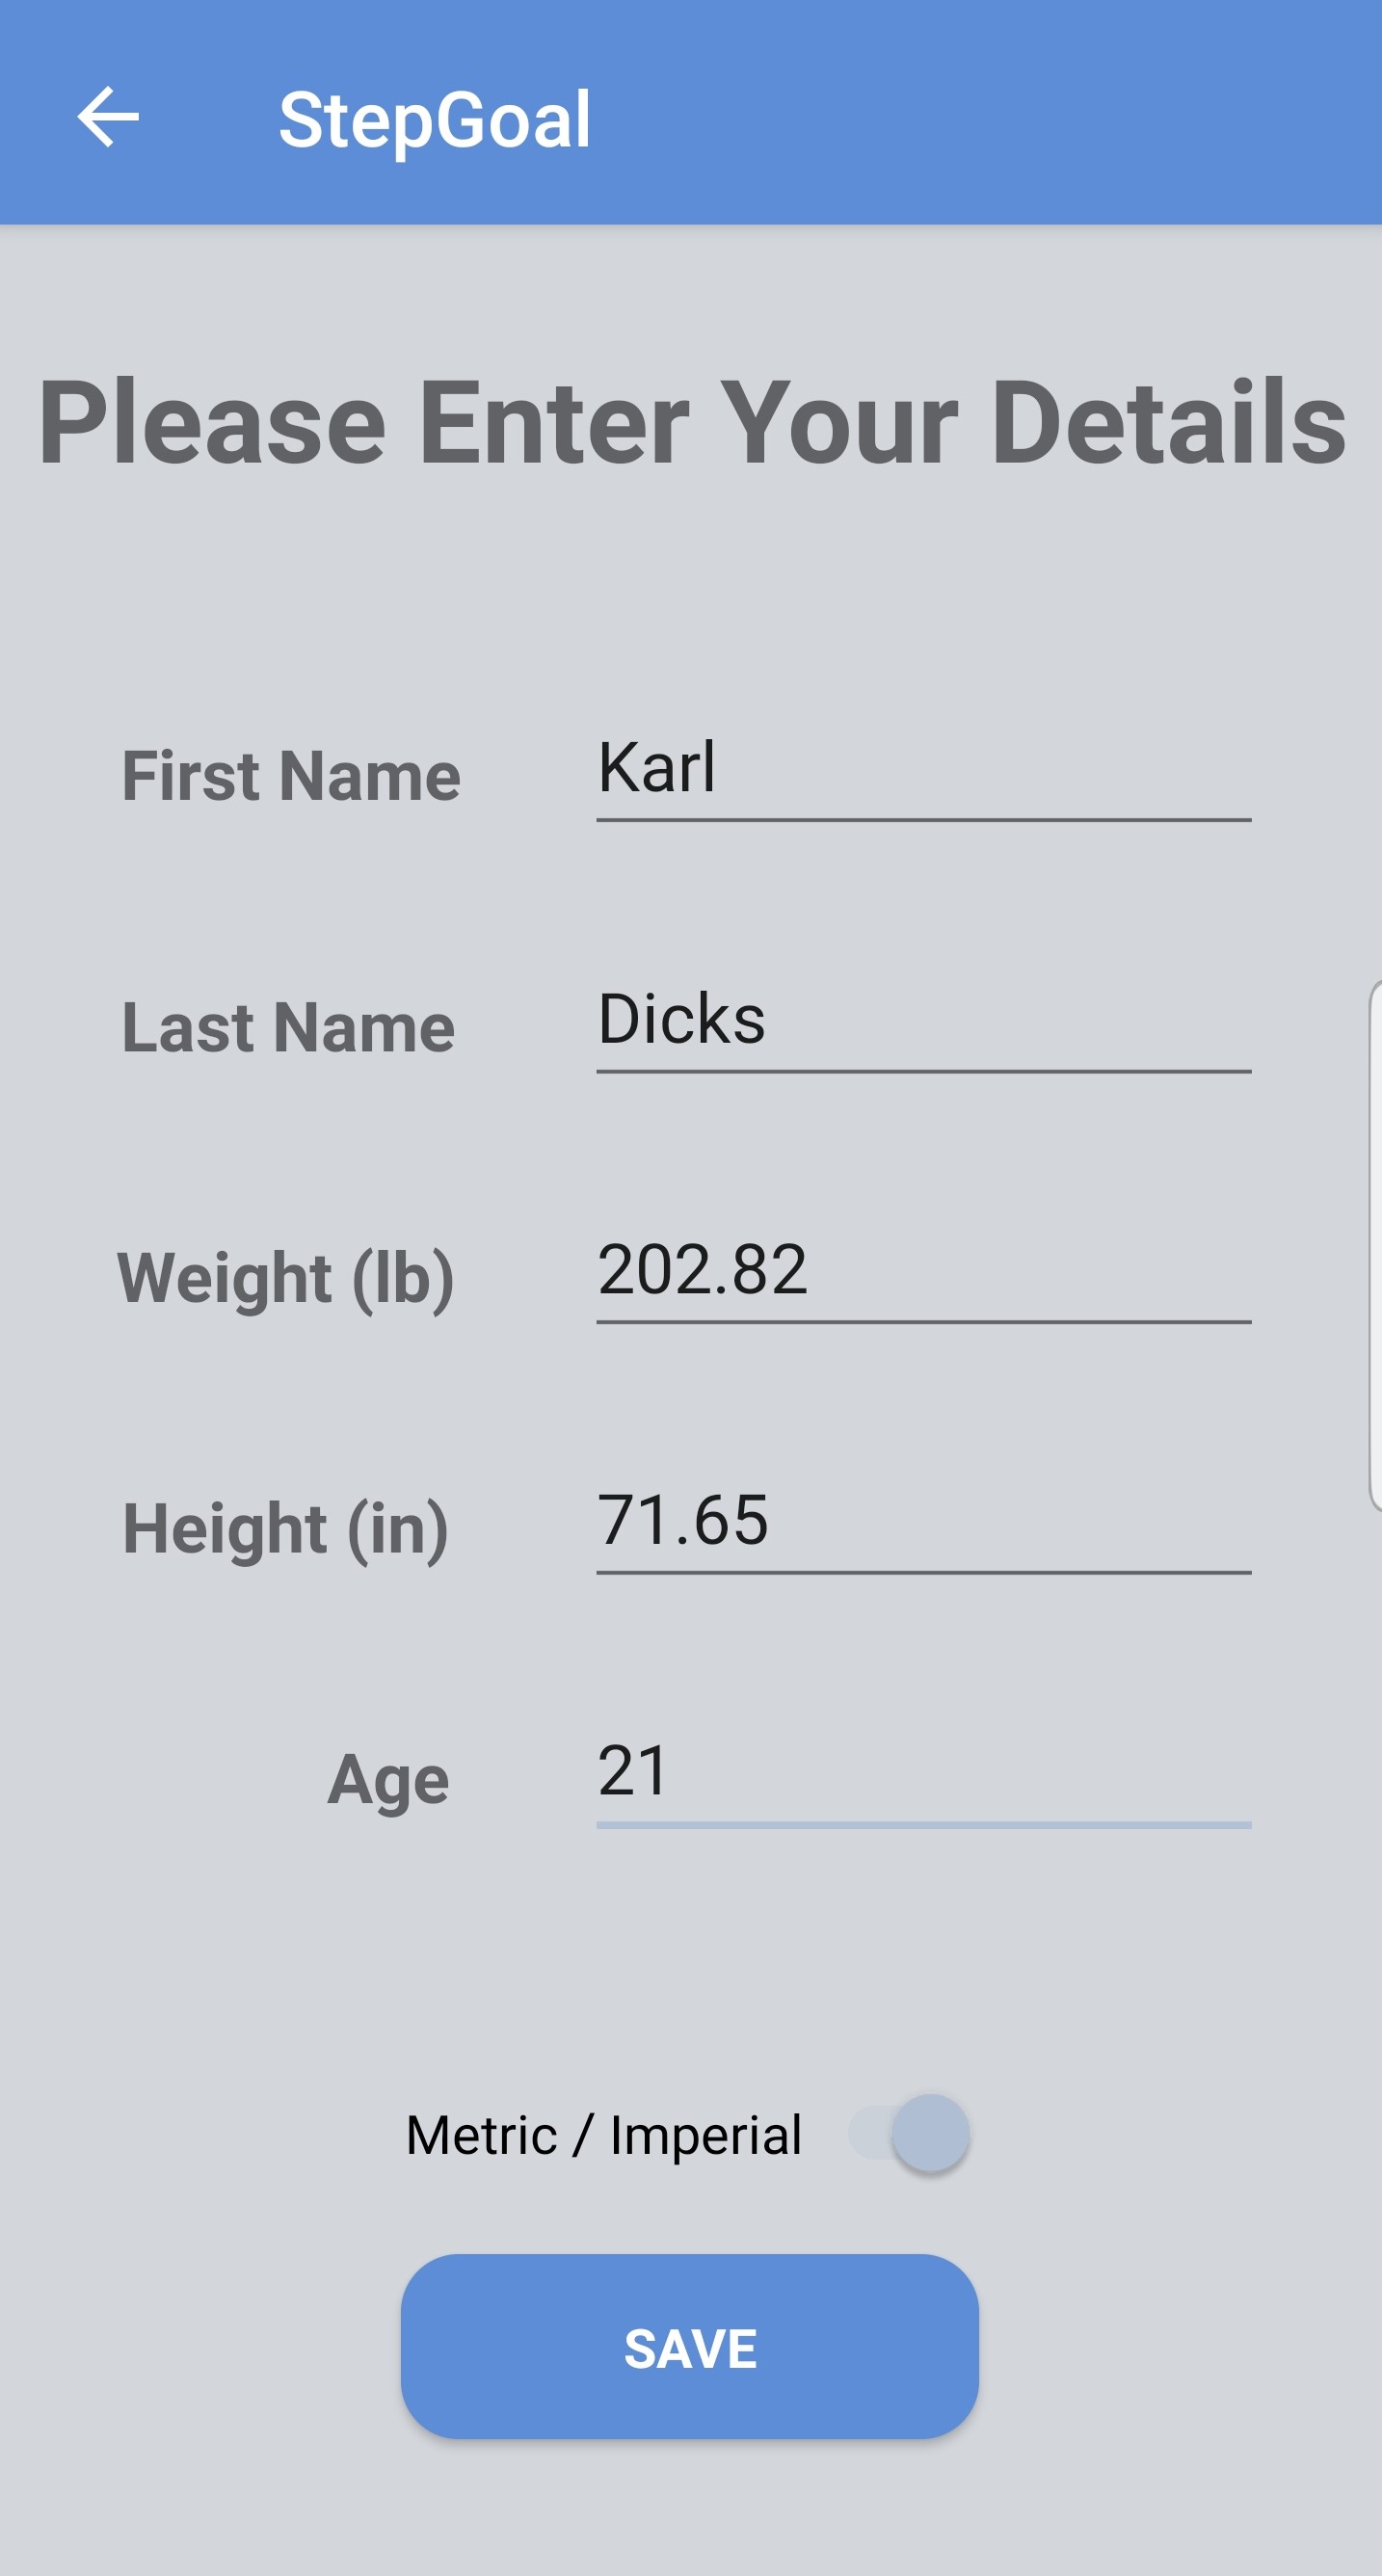 StepGoal
Please Enter Your Details
First Name Karl
Last Name Dicks
Weight (lb) 202.82
Height (in) 71.65
Age 21
Metric / Imperial
SAVE